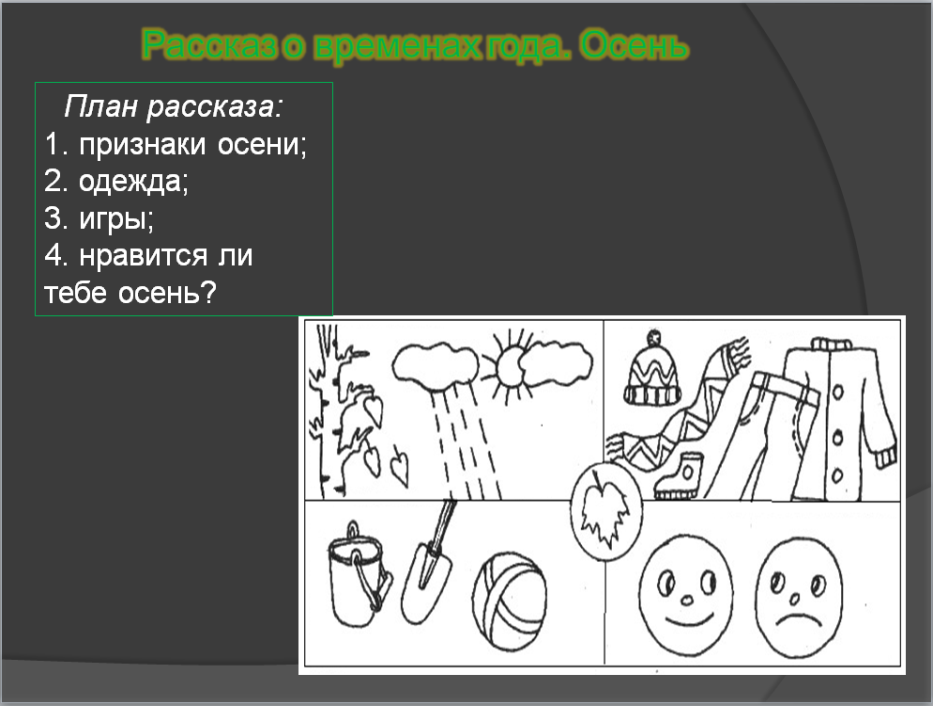 Рассказ о временах года. Осень
План рассказа:
1. признаки осени;
2. одежда;
3. игры;
4. нравится ли
тебе осень?